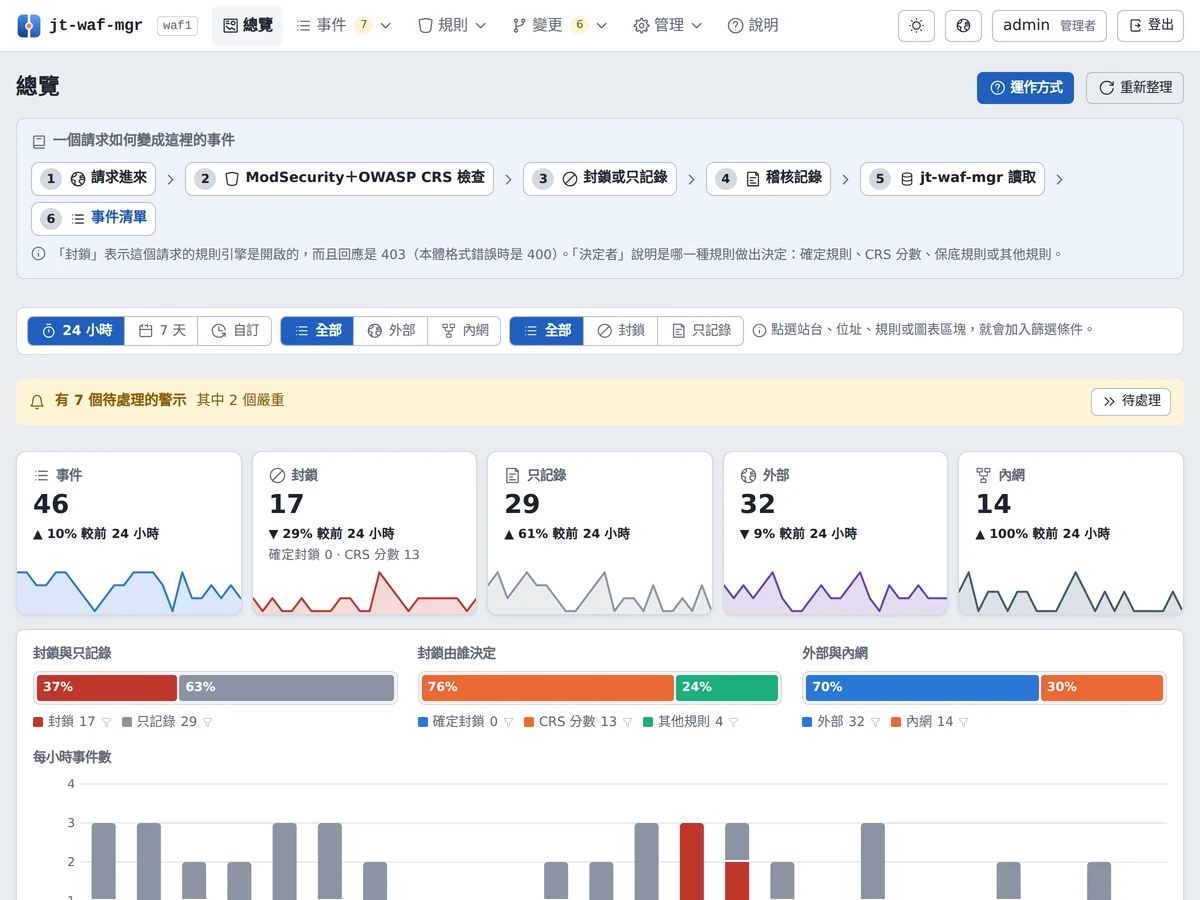 jt-waf-mgr waf1 總覽 事件 7 規則 變更 6 管理 說明 admin 管理者 登出
總覽 運作方式 重新整理
一個請求如何變成這裡的事件
1 請求進來 2 ModSecurity+OWASP CRS 檢查 3 封鎖或只記錄 4 稽核記錄 5 jt-waf-mgr 讀取
6 事件清單
「封鎖」表示這個請求的規則引擎是開啟的，而且回應是 403（本體格式錯誤時是 400）。「決定者」說明是哪一種規則做出決定：確定規則、CRS 分數、保底規則或其他規則。
24 小時 7 天 自訂 全部 外部 內網 全部 封鎖 只記錄 點選站台、位址、規則或圖表區塊，就會加入篩選條件。
有 7 個待處理的警示 其中 2 個嚴重 待處理
事件 封鎖 只記錄 外部 內網
46 17 29 32 14
▲ 10% 較前 24 小時 ▼ 29% 較前 24 小時 ▲ 61% 較前 24 小時 ▼ 9% 較前 24 小時 ▲ 100% 較前 24 小時
確定封鎖 0 · CRS 分數 13
封鎖與只記錄 封鎖由誰決定 外部與內網
37% 63% 76% 24% 70% 30%
封鎖 17 只記錄 29 確定封鎖 0 CRS 分數 13 其他規則 4 外部 32 內網 14
每小時事件數
4
3
2
1